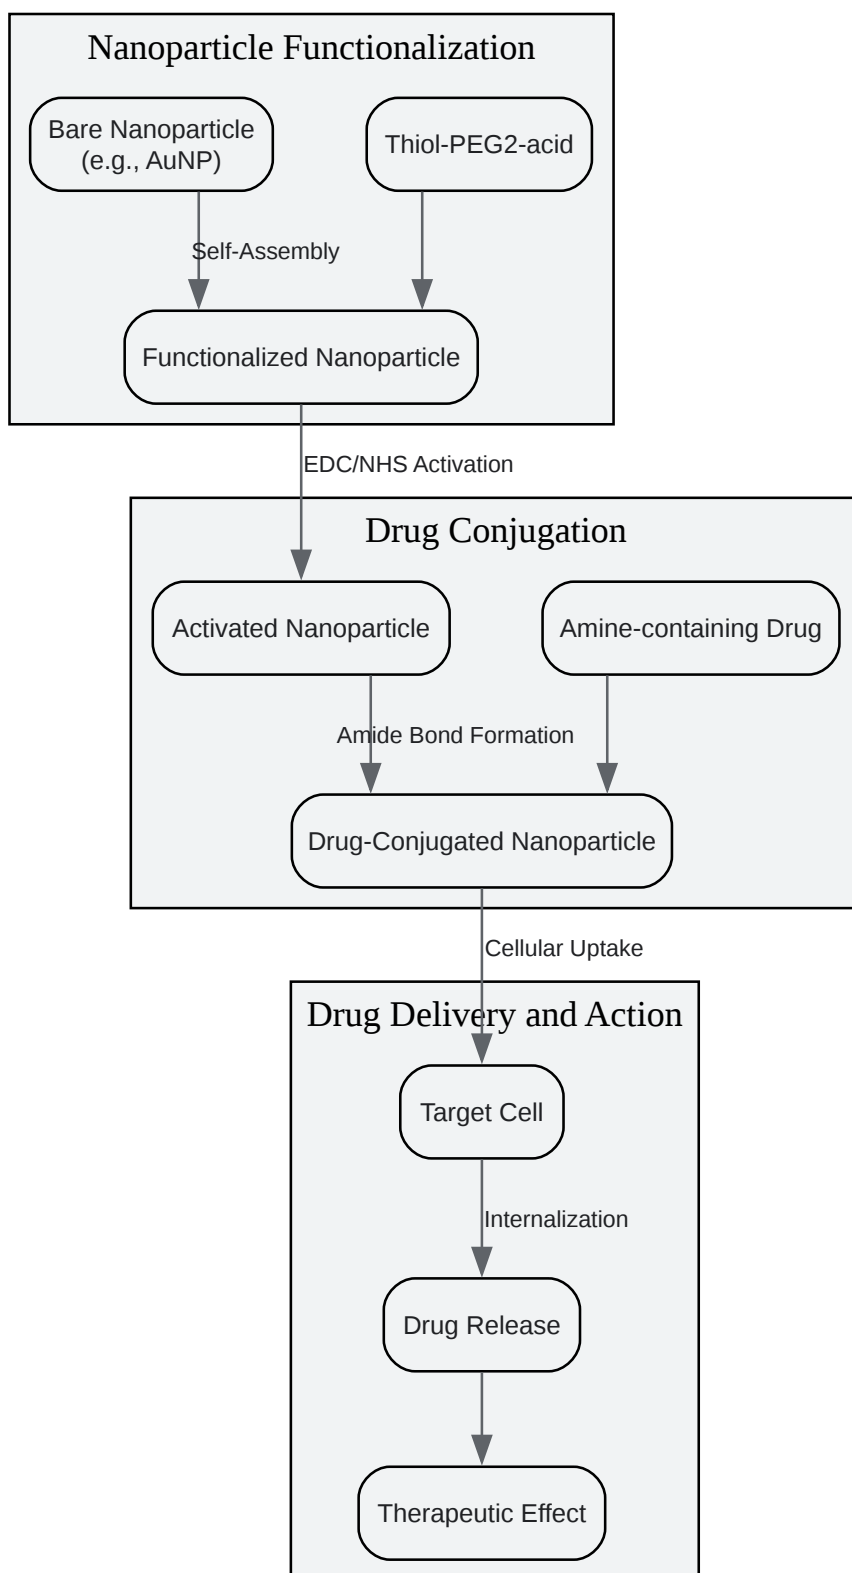 Nanoparticle Functionalization
Bare Nanoparticle
(e.g., AuNP)
Thiol-PEG2-acid
Self-Assembly
Functionalized Nanoparticle
EDC/NHS Activation
Drug Conjugation
Activated Nanoparticle
Amine-containing Drug
Amide Bond Formation
Drug-Conjugated Nanoparticle
Cellular Uptake
Drug Delivery and Action
Target Cell
Internalization
Drug Release
Therapeutic Effect